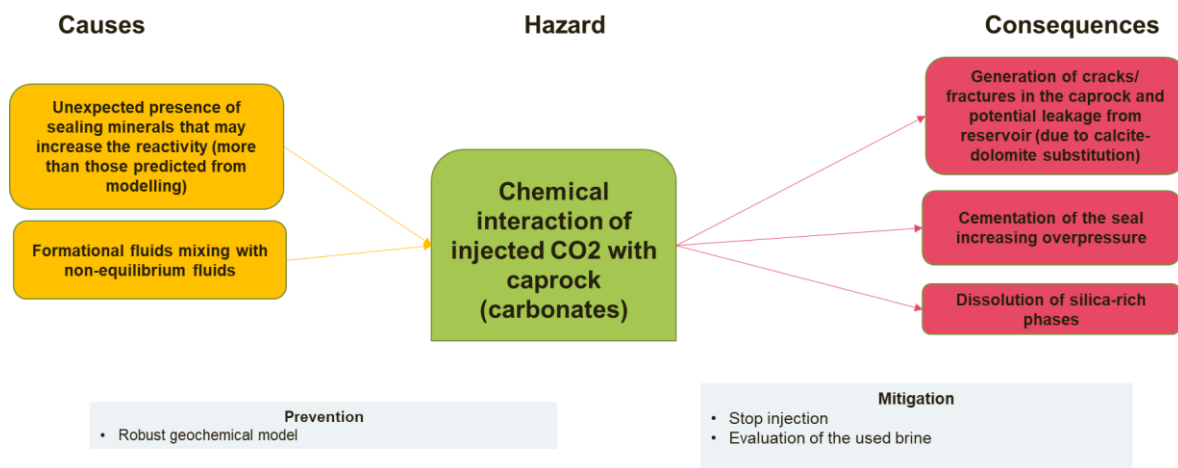 Causes
Hazard
Consequences
Unexpected presence of
sealing minerals that may
increase the reactivity (more
than those predicted from
modelling)
Formational fluids mixing with
non-equilibrium fluids
Chemical
interaction of
injected CO2 with
caprock
(carbonates)
Generation of cracks/
fractures in the caprock and
potential leakage from
reservoir (due to calcite-
dolomite substitution)
Cementation of the seal
increasing overpressure
Dissolution of silica-rich
phases
Prevention
• Robust geochemical model
Mitigation
• Stop injection
• Evaluation of the used brine